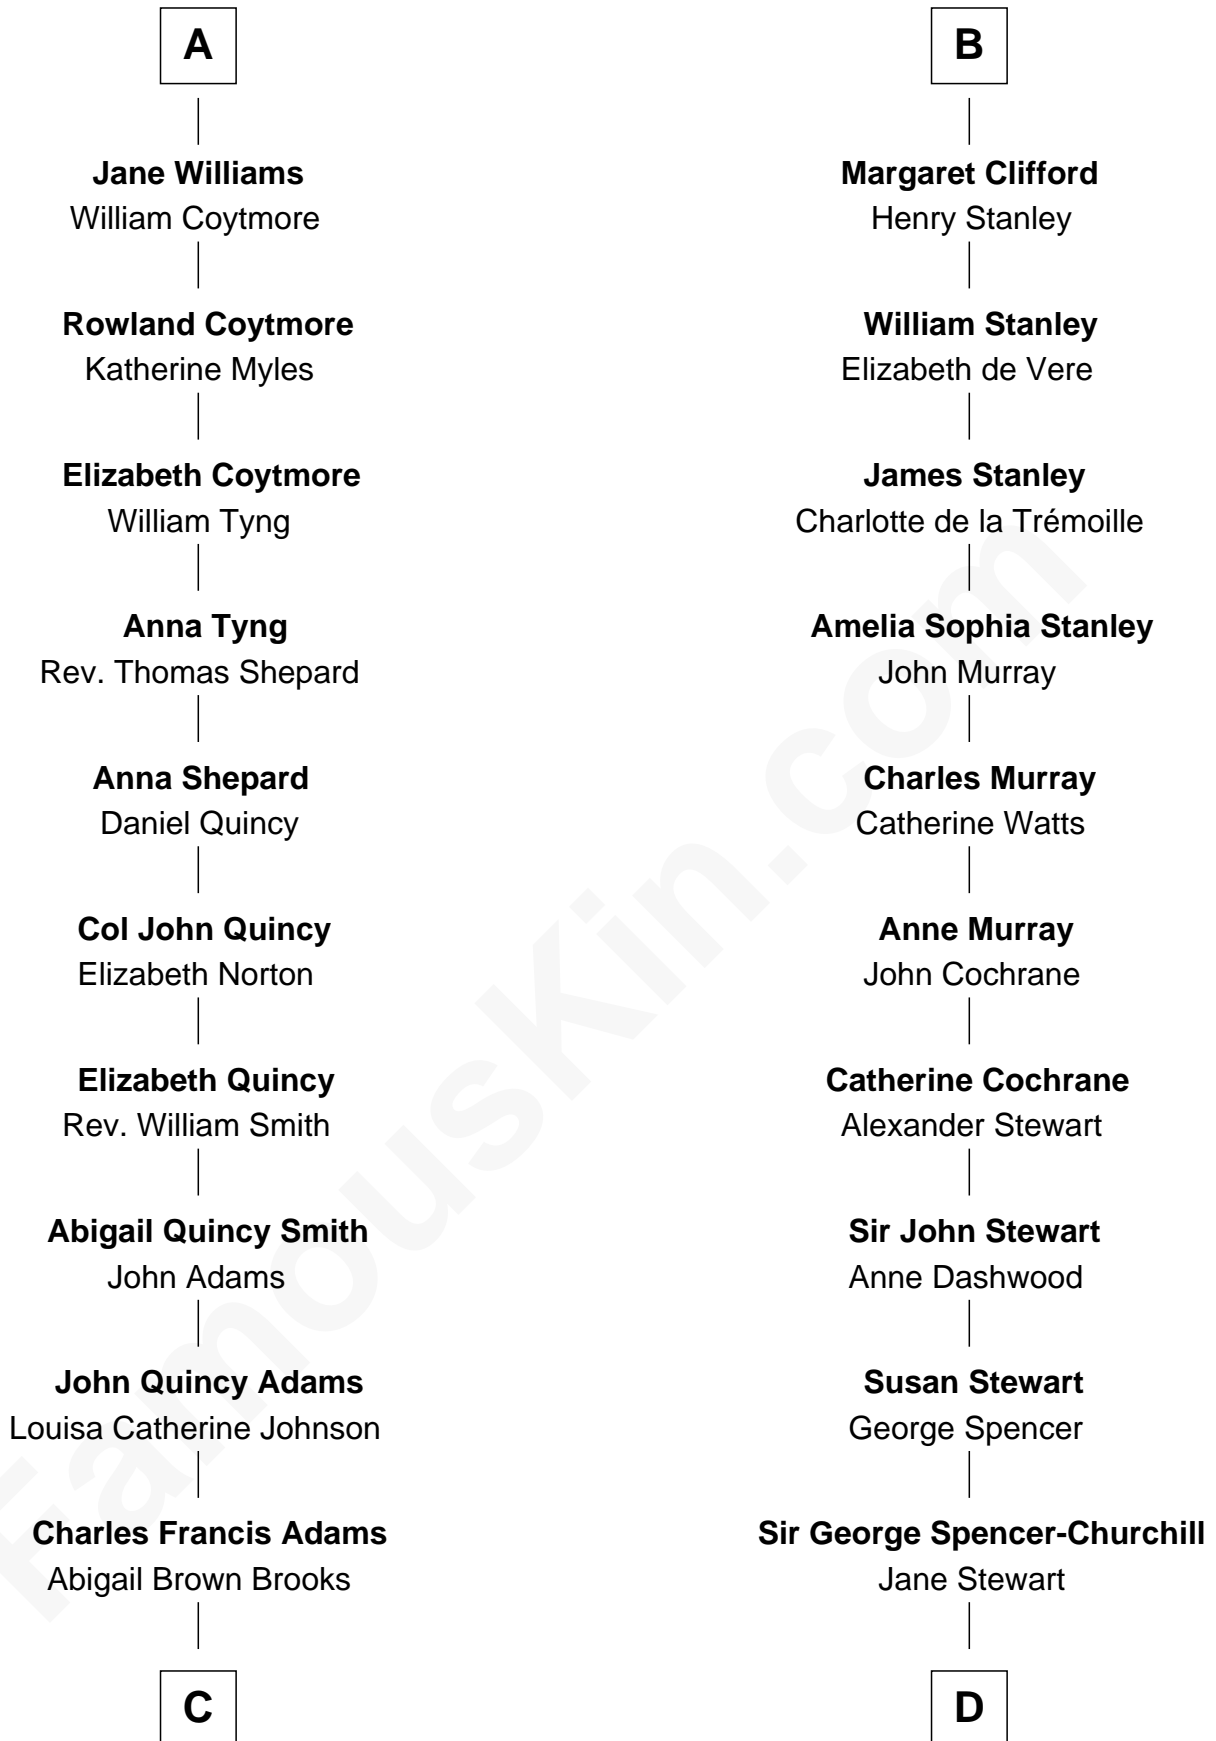 A
Jane Williams
William Coytmore
Rowland Coytmore
Katherine Myles
Elizabeth Coytmore
William Tyng
Anna Tyng
Rev. Thomas Shepard
Anna Shepard
Daniel Quincy
Col John Quincy
Elizabeth Norton
Elizabeth Quincy
Rev. William Smith
Abigail Quincy Smith
John Adams
John Quincy Adams
Louisa Catherine Johnson
Charles Francis Adams
Abigail Brown Brooks
C
B
Margaret Clifford
Henry Stanley
William Stanley
Elizabeth de Vere
James Stanley
Charlotte de la Trémoille
Amelia Sophia Stanley
John Murray
Charles Murray
Catherine Watts
Anne Murray
John Cochrane
Catherine Cochrane
Alexander Stewart
Sir John Stewart
Anne Dashwood
Susan Stewart
George Spencer
Sir George Spencer-Churchill
Jane Stewart
D
FamousKin.com